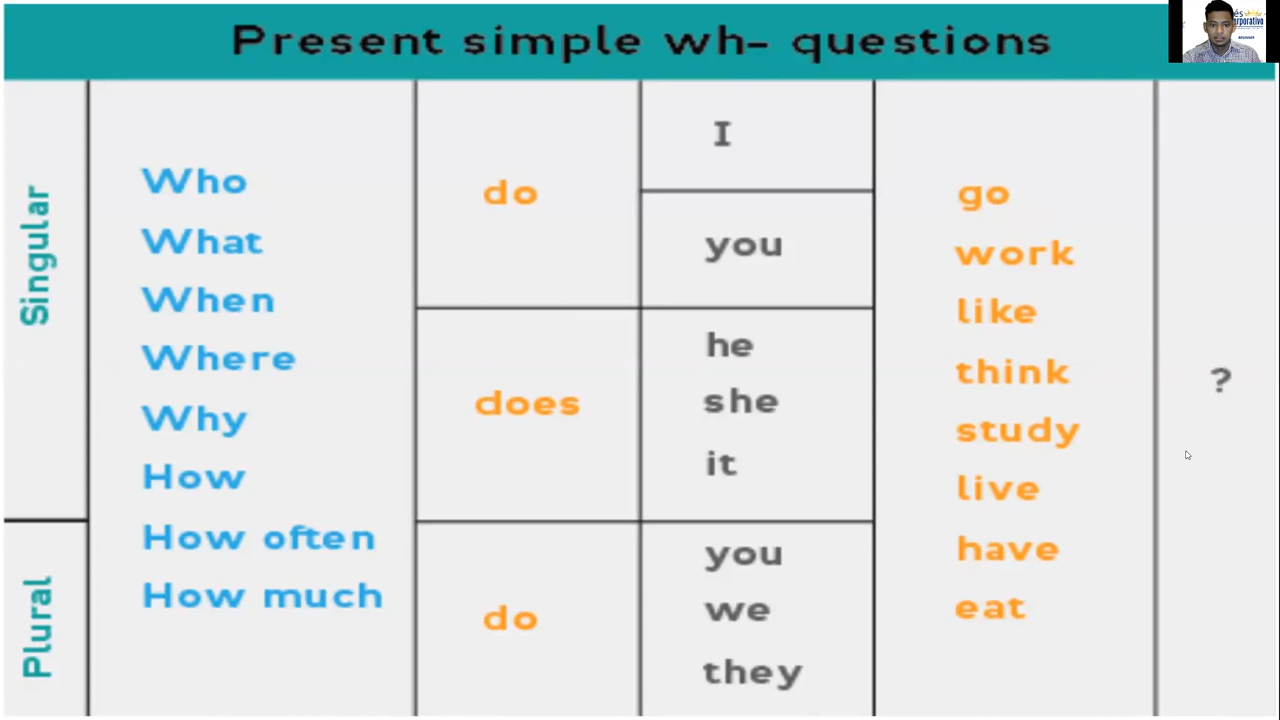 Present simple wh- questions
Singular
Who
What
When
Where
Why
How
How often
How much
do
I
you
does
he
she
it
Plural
do
you
we
they
go
work
like
think
study
live
have
eat
?